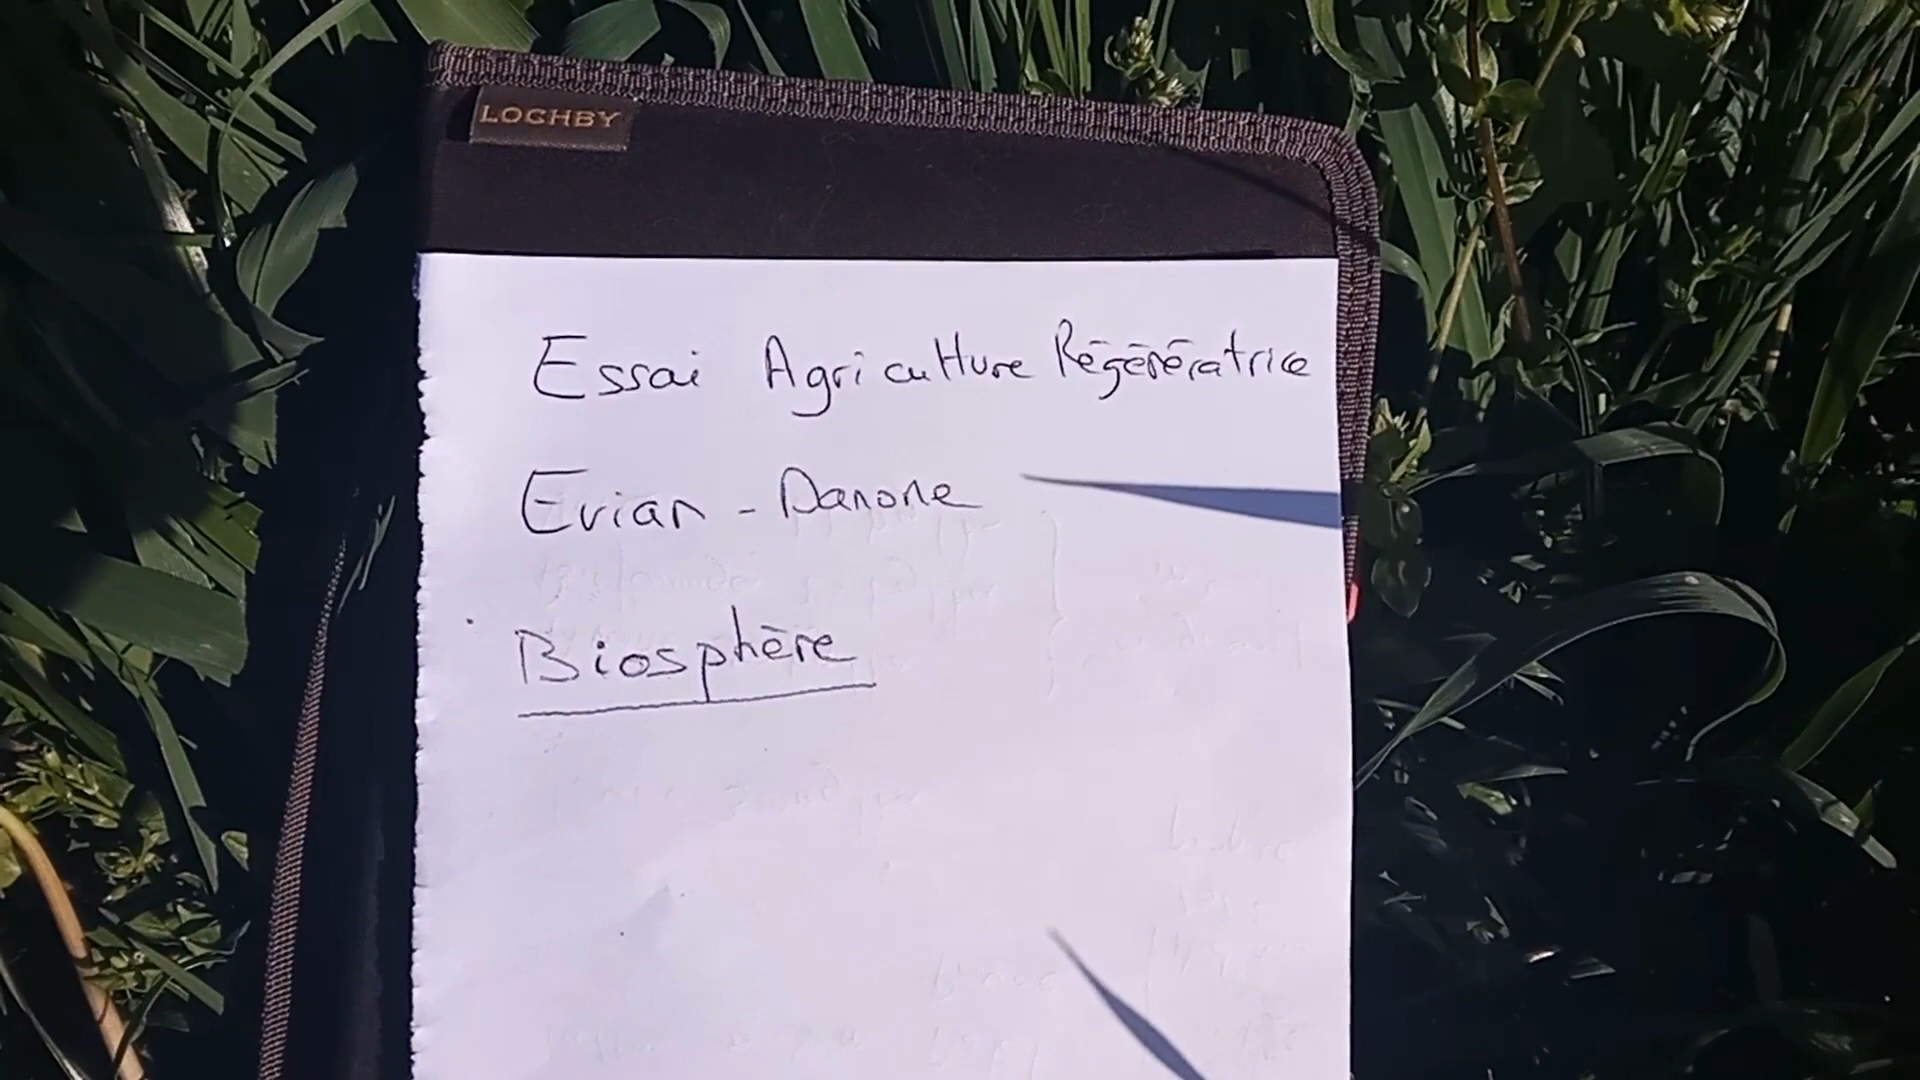 LOCHBY
Essai Agriculture Régénératrice
Evian - Danone
Biosphère